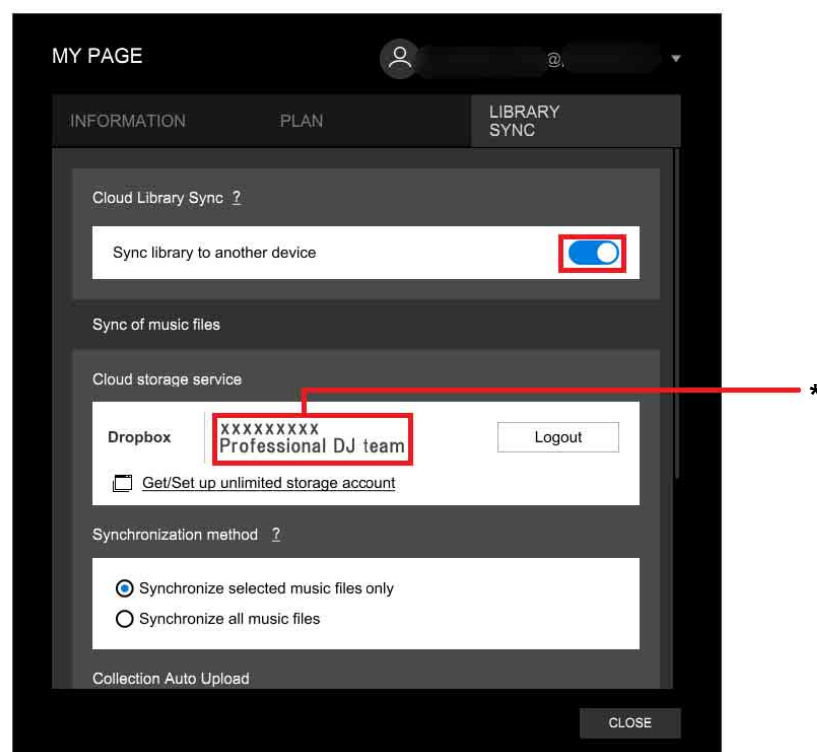 MY PAGE
@
INFORMATION
PLAN
LIBRARY
SYNC
Cloud Library Sync ?
Sync library to another device
Sync of music files
Cloud storage service
*
Dropbox
xxxxxxxxx
Professional DJ team
Logout
Get/Set up unlimited storage account
Synchronization method ?
Synchronize selected music files only
Synchronize all music files
Collection Auto Upload
CLOSE